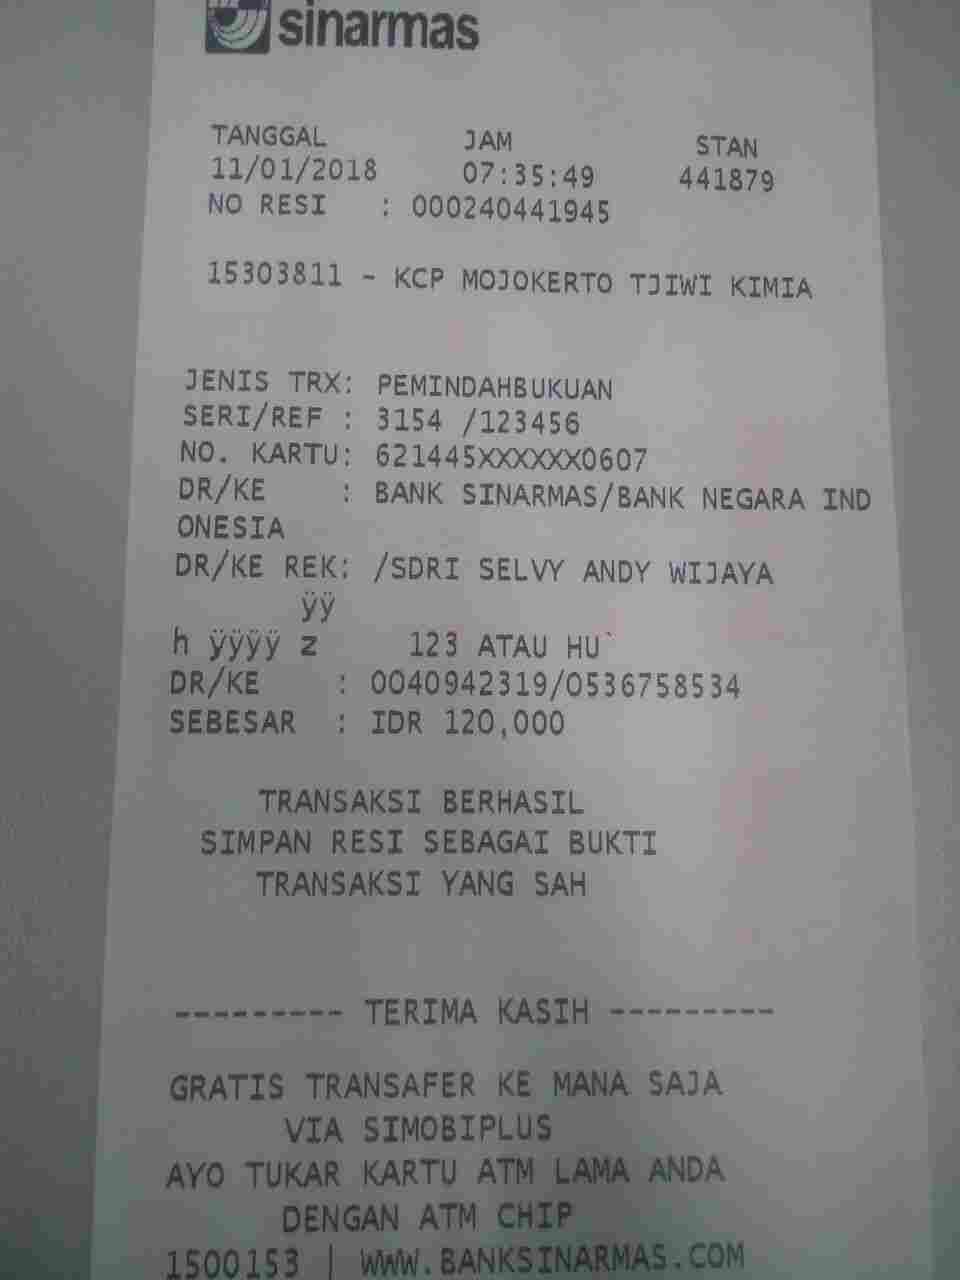 sinarmas
TANGGAL JAM STAN
11/01/2018 07:35:49 441879
NO RESI : 000240441945
15303811 - KCP MOJOKERTO TJIWI KIMIA
JENIS TRX: PEMINDAHBUKUAN
SERI/REF : 3154 /123456
NO. KARTU: 621445XXXXXX0607
DR/KE : BANK SINARMAS/BANK NEGARA IND
ONESIA
DR/KE REK: /SDRI SELVY ANDY WIJAYA
ÿÿ
h ÿÿÿÿ z 123 ATAU HU`
DR/KE : 0040942319/0536758534
SEBESAR : IDR 120,000
TRANSAKSI BERHASIL
SIMPAN RESI SEBAGAI BUKTI
TRANSAKSI YANG SAH
--------- TERIMA KASIH ---------
GRATIS TRANSAFER KE MANA SAJA
VIA SIMOBIPLUS
AYO TUKAR KARTU ATM LAMA ANDA
DENGAN ATM CHIP
1500153 | WWW.BANKSINARMAS.COM